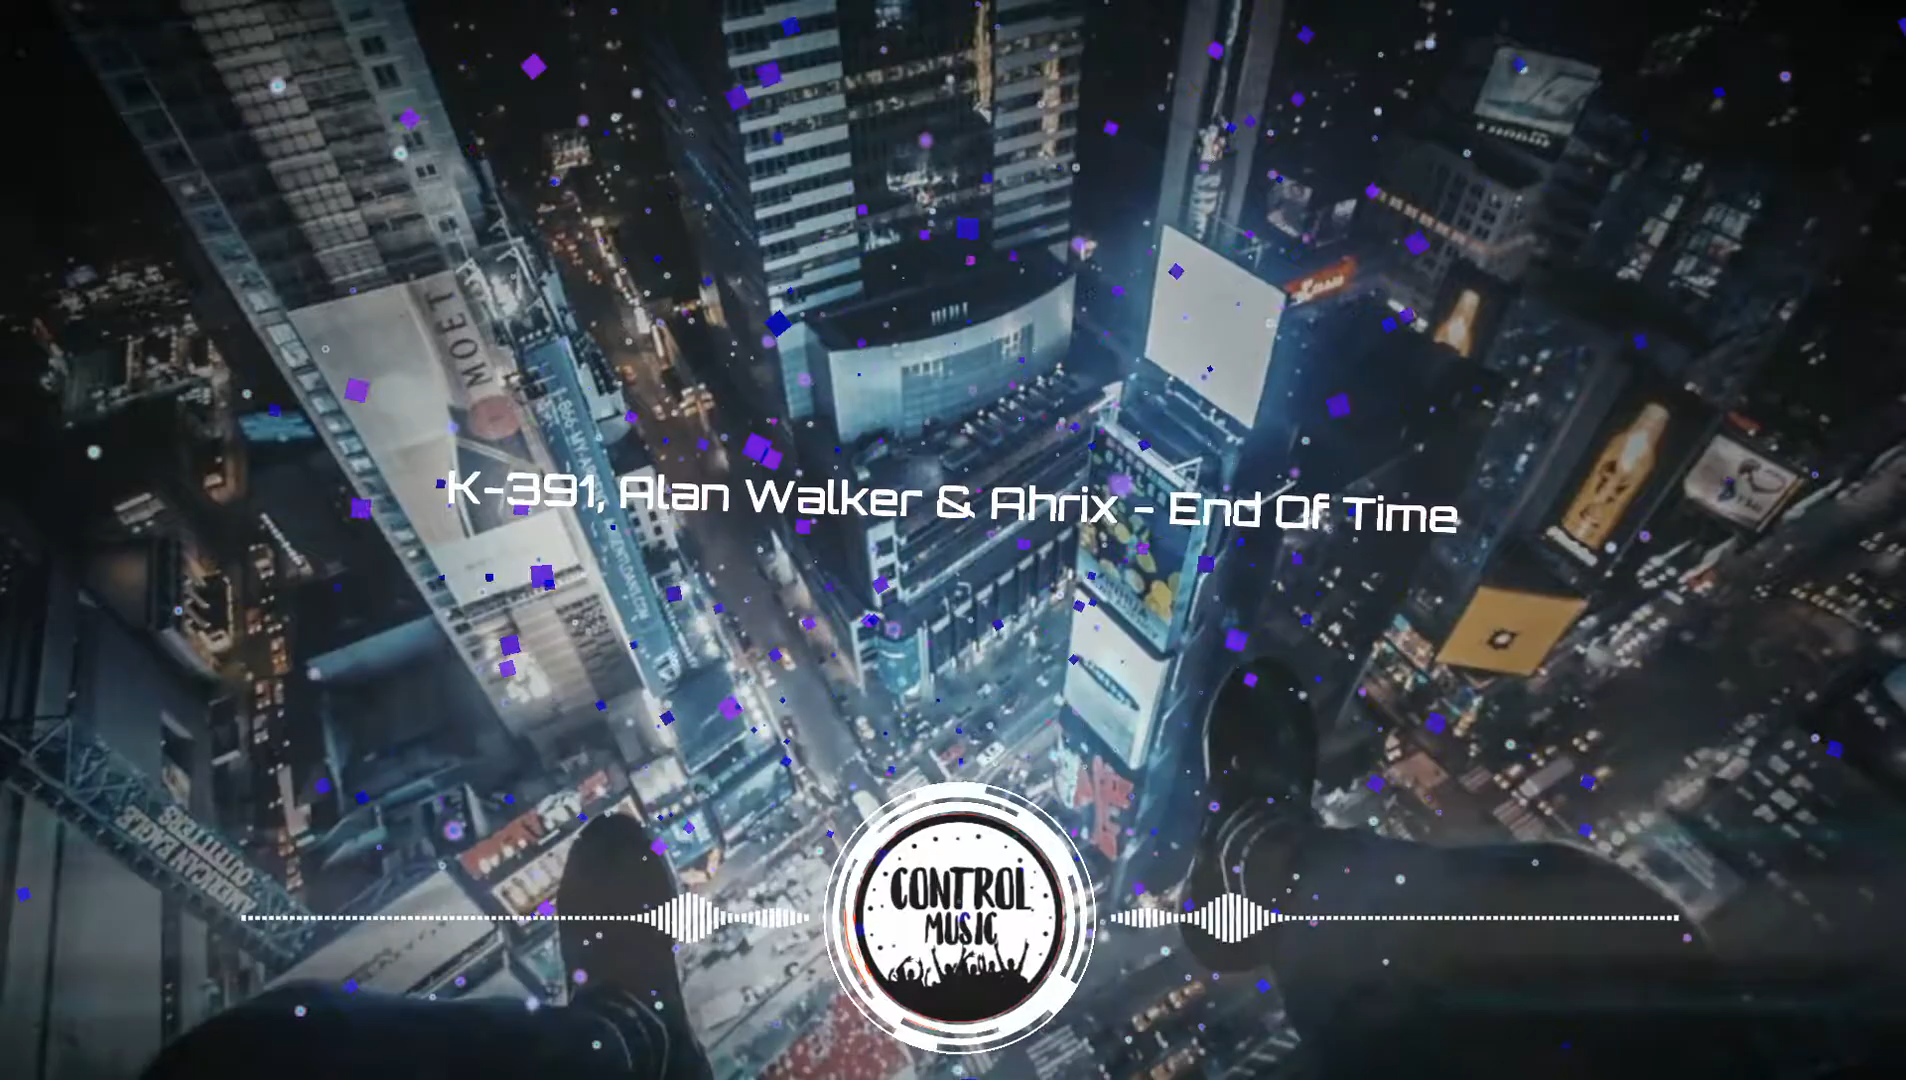 MOET
K-391, Alan Walker & Ahrix - End Of Time
AMERICAN EAGLE
OUTFITTERS
CONTROL
MUSIC